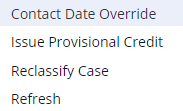 Contact Date Override
Issue Provisional Credit
Reclassify Case
Refresh